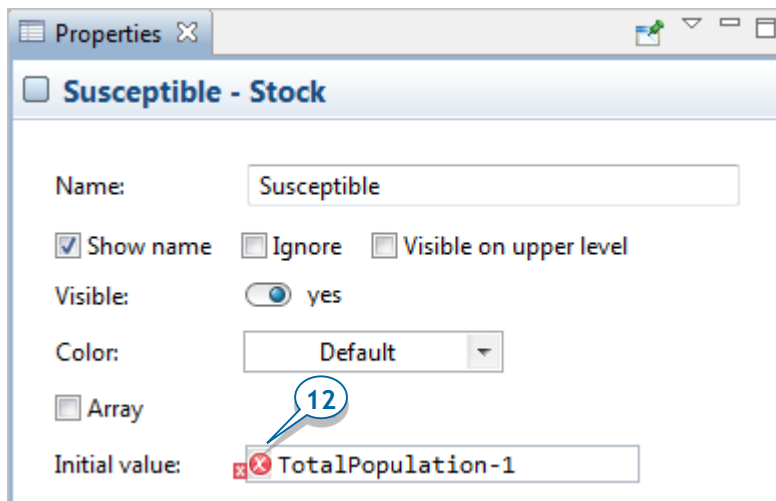 Properties
Susceptible - Stock
Name: Susceptible
Show name Ignore Visible on upper level
Visible: yes
Color: Default
Array
12
Initial value: TotalPopulation-1